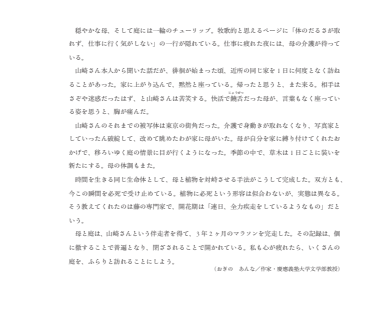 穏やかな母、そして庭には一輪のチューリップ。牧歌的と思えるページに「体のだるさが取
れず、仕事に行く気がしない」の一行が隠れている。仕事に疲れた夜には、母の介護が待って
いる。
山崎さん本人から聞いた話だが、徘徊が始まった頃、近所の同じ家を1日に何度となく訪ね
ることがあった。家に上がり込んで、黙然と座っている。帰ったと思うと、また来る。相手は
さぞや迷惑だったはず、と山崎さんは苦笑する。快活で饒舌だった母が、言葉もなく座ってい
る姿を思うと、胸が痛んだ。
山崎さんのそれまでの被写体は東京の街角だった。介護で身動きが取れなくなり、写真家と
していったん破綻して、改めて眺めたわが家に母がいた。母が自分を家に縛り付けてくれたお
かげで、移ろいゆく庭の情景に目が行くようになった。季節の中で、草木は1日ごとに装いを
新たにする。母の体調もまた。
時間を生きる同じ生命体として、母と植物を対峙させる手法がこうして完成した。双方とも、
今この瞬間を必死で受け止めている。植物に必死という形容は似合わないが、実態は異なる。
そう教えてくれたのは藤の専門家で、開花期は「連日、全力疾走をしているようなもの」だと
いう。
母と庭は、山崎さんという伴走者を得て、3年2ヶ月のマラソンを完走した。その記録は、個
に徹することで普遍となり、閉ざされることで開かれている。私も心が疲れたら、いくさんの
庭を、ふらりと訪れることにしよう。
（おぎの　あんな／作家・慶應義塾大学文学部教授）